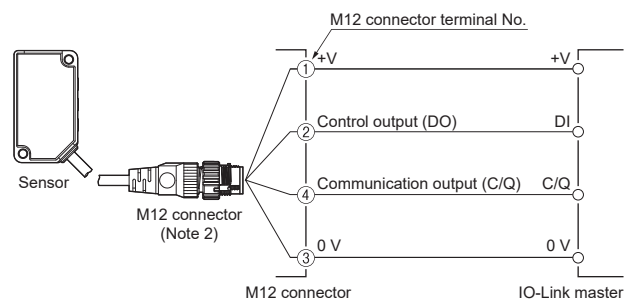 M12 connector terminal No.
1 +V +V
2 Control output (DO) DI
4 Communication output (C/Q) C/Q
3 0 V 0 V
Sensor
M12 connector
(Note 2)
M12 connector
IO-Link master